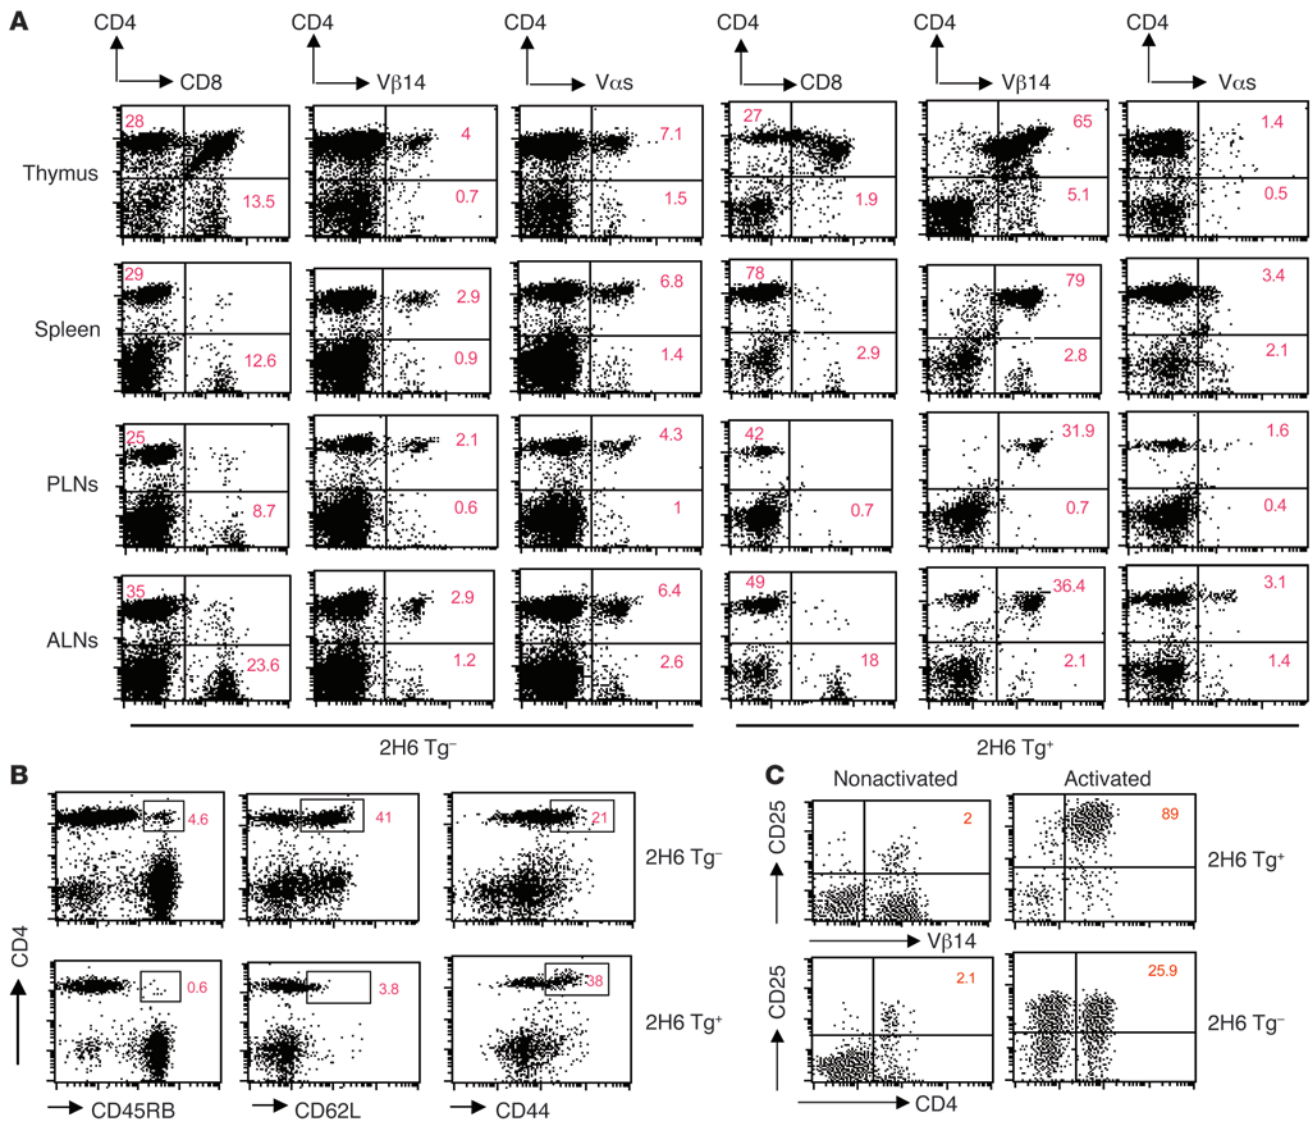 A
CD4 CD4 CD4 CD4 CD4 CD4
CD8 Vβ14 Vαs CD8 Vβ14 Vαs
Thymus
28 4 7.1 27 65 1.4
13.5 0.7 1.5 1.9 5.1 0.5
Spleen
29 2.9 6.8 78 79 3.4
12.6 0.9 1.4 2.9 2.8 2.1
PLNs
25 2.1 4.3 42 31.9 1.6
8.7 0.6 1 0.7 0.7 0.4
ALNs
35 2.9 6.4 49 36.4 3.1
23.6 1.2 2.6 18 2.1 1.4
2H6 Tg⁻ 2H6 Tg⁺
B
4.6 41 21 2H6 Tg⁻
CD4
0.6 3.8 38 2H6 Tg⁺
CD45RB CD62L CD44
C
Nonactivated Activated
CD25 2 89 2H6 Tg⁺
Vβ14
CD25 2.1 25.9 2H6 Tg⁻
CD4